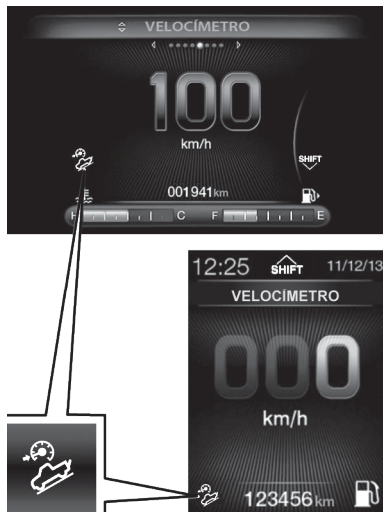 VELOCÍMETRO
100
km/h
SHIFT
001941km
H C F E
12:25 SHIFT 11/12/13
VELOCÍMETRO
000
km/h
123456km